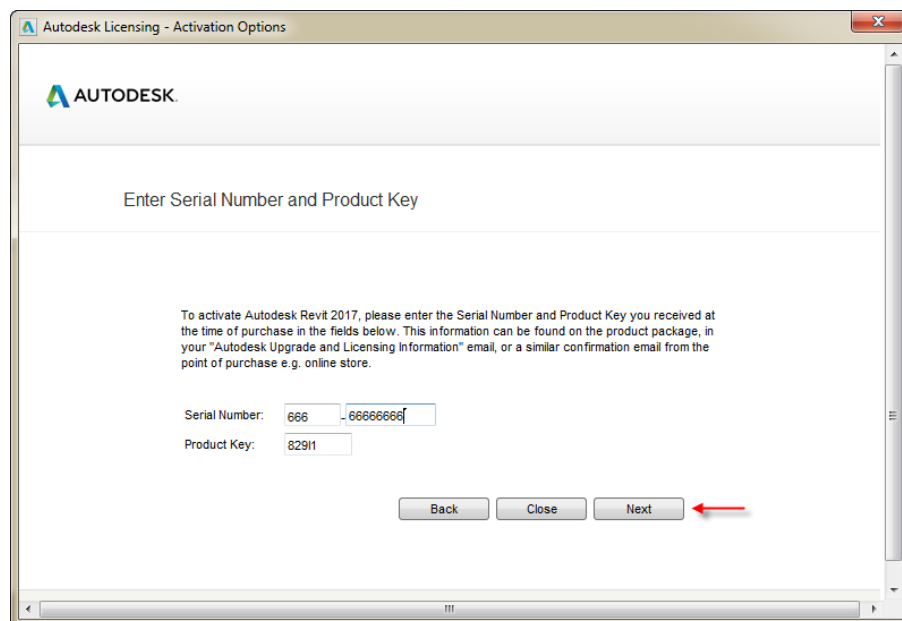 Autodesk Licensing - Activation Options
AUTODESK.
Enter Serial Number and Product Key
To activate Autodesk Revit 2017, please enter the Serial Number and Product Key you received at
the time of purchase in the fields below. This information can be found on the product package, in
your "Autodesk Upgrade and Licensing Information" email, or a similar confirmation email from the
point of purchase e.g. online store.
Serial Number: 666 - 66666666
Product Key: 829I1
Back Close Next